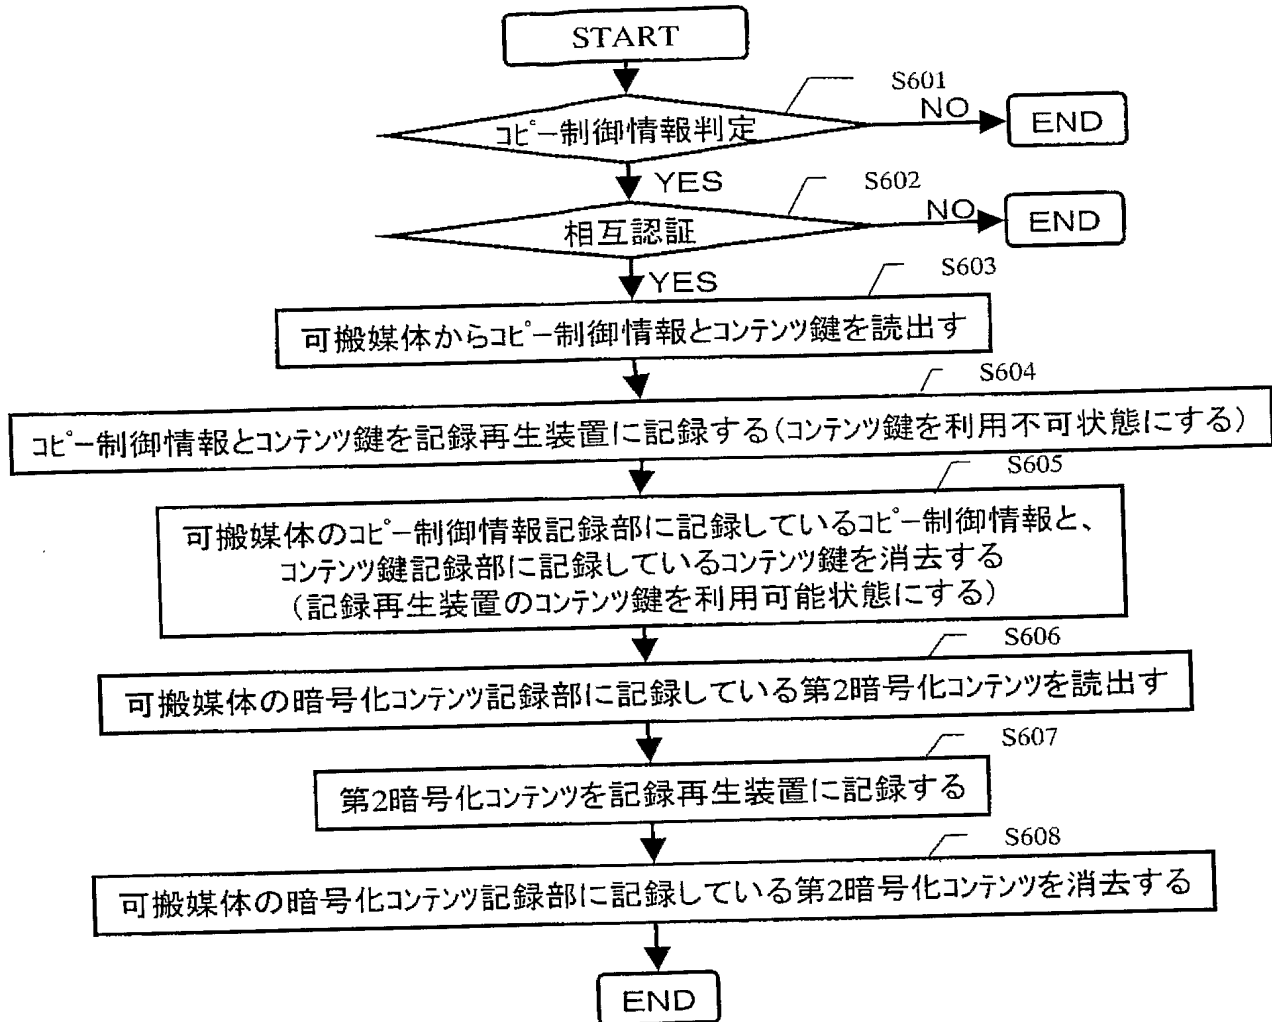 START
S601
コピー制御情報判定
NO
END
YES
S602
相互認証
NO
END
YES
S603
可搬媒体からコピー制御情報とコンテンツ鍵を読出す
S604
コピー制御情報とコンテンツ鍵を記録再生装置に記録する(コンテンツ鍵を利用不可状態にする)
S605
可搬媒体のコピー制御情報記録部に記録しているコピー制御情報と、
コンテンツ鍵記録部に記録しているコンテンツ鍵を消去する
(記録再生装置のコンテンツ鍵を利用可能状態にする)
S606
可搬媒体の暗号化コンテンツ記録部に記録している第2暗号化コンテンツを読出す
S607
第2暗号化コンテンツを記録再生装置に記録する
S608
可搬媒体の暗号化コンテンツ記録部に記録している第2暗号化コンテンツを消去する
END